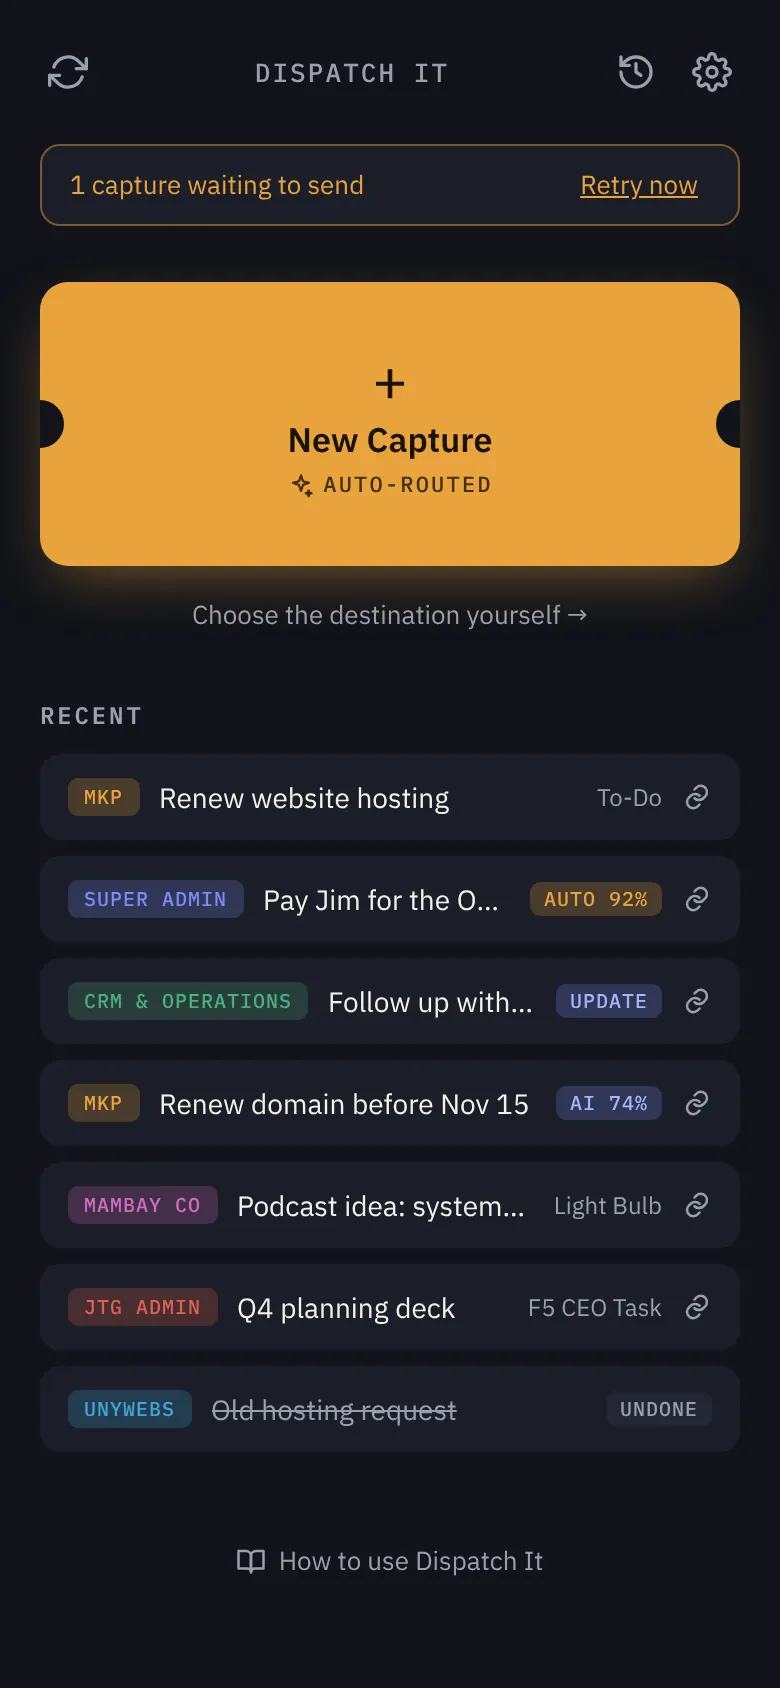 DISPATCH IT
1 capture waiting to send Retry now
+
New Capture
AUTO-ROUTED
Choose the destination yourself →
RECENT
MKP Renew website hosting To-Do
SUPER ADMIN Pay Jim for the O... AUTO 92%
CRM & OPERATIONS Follow up with... UPDATE
MKP Renew domain before Nov 15 AI 74%
MAMBAY CO Podcast idea: system... Light Bulb
JTG ADMIN Q4 planning deck F5 CEO Task
UNYWEBS Old hosting request UNDONE
How to use Dispatch It